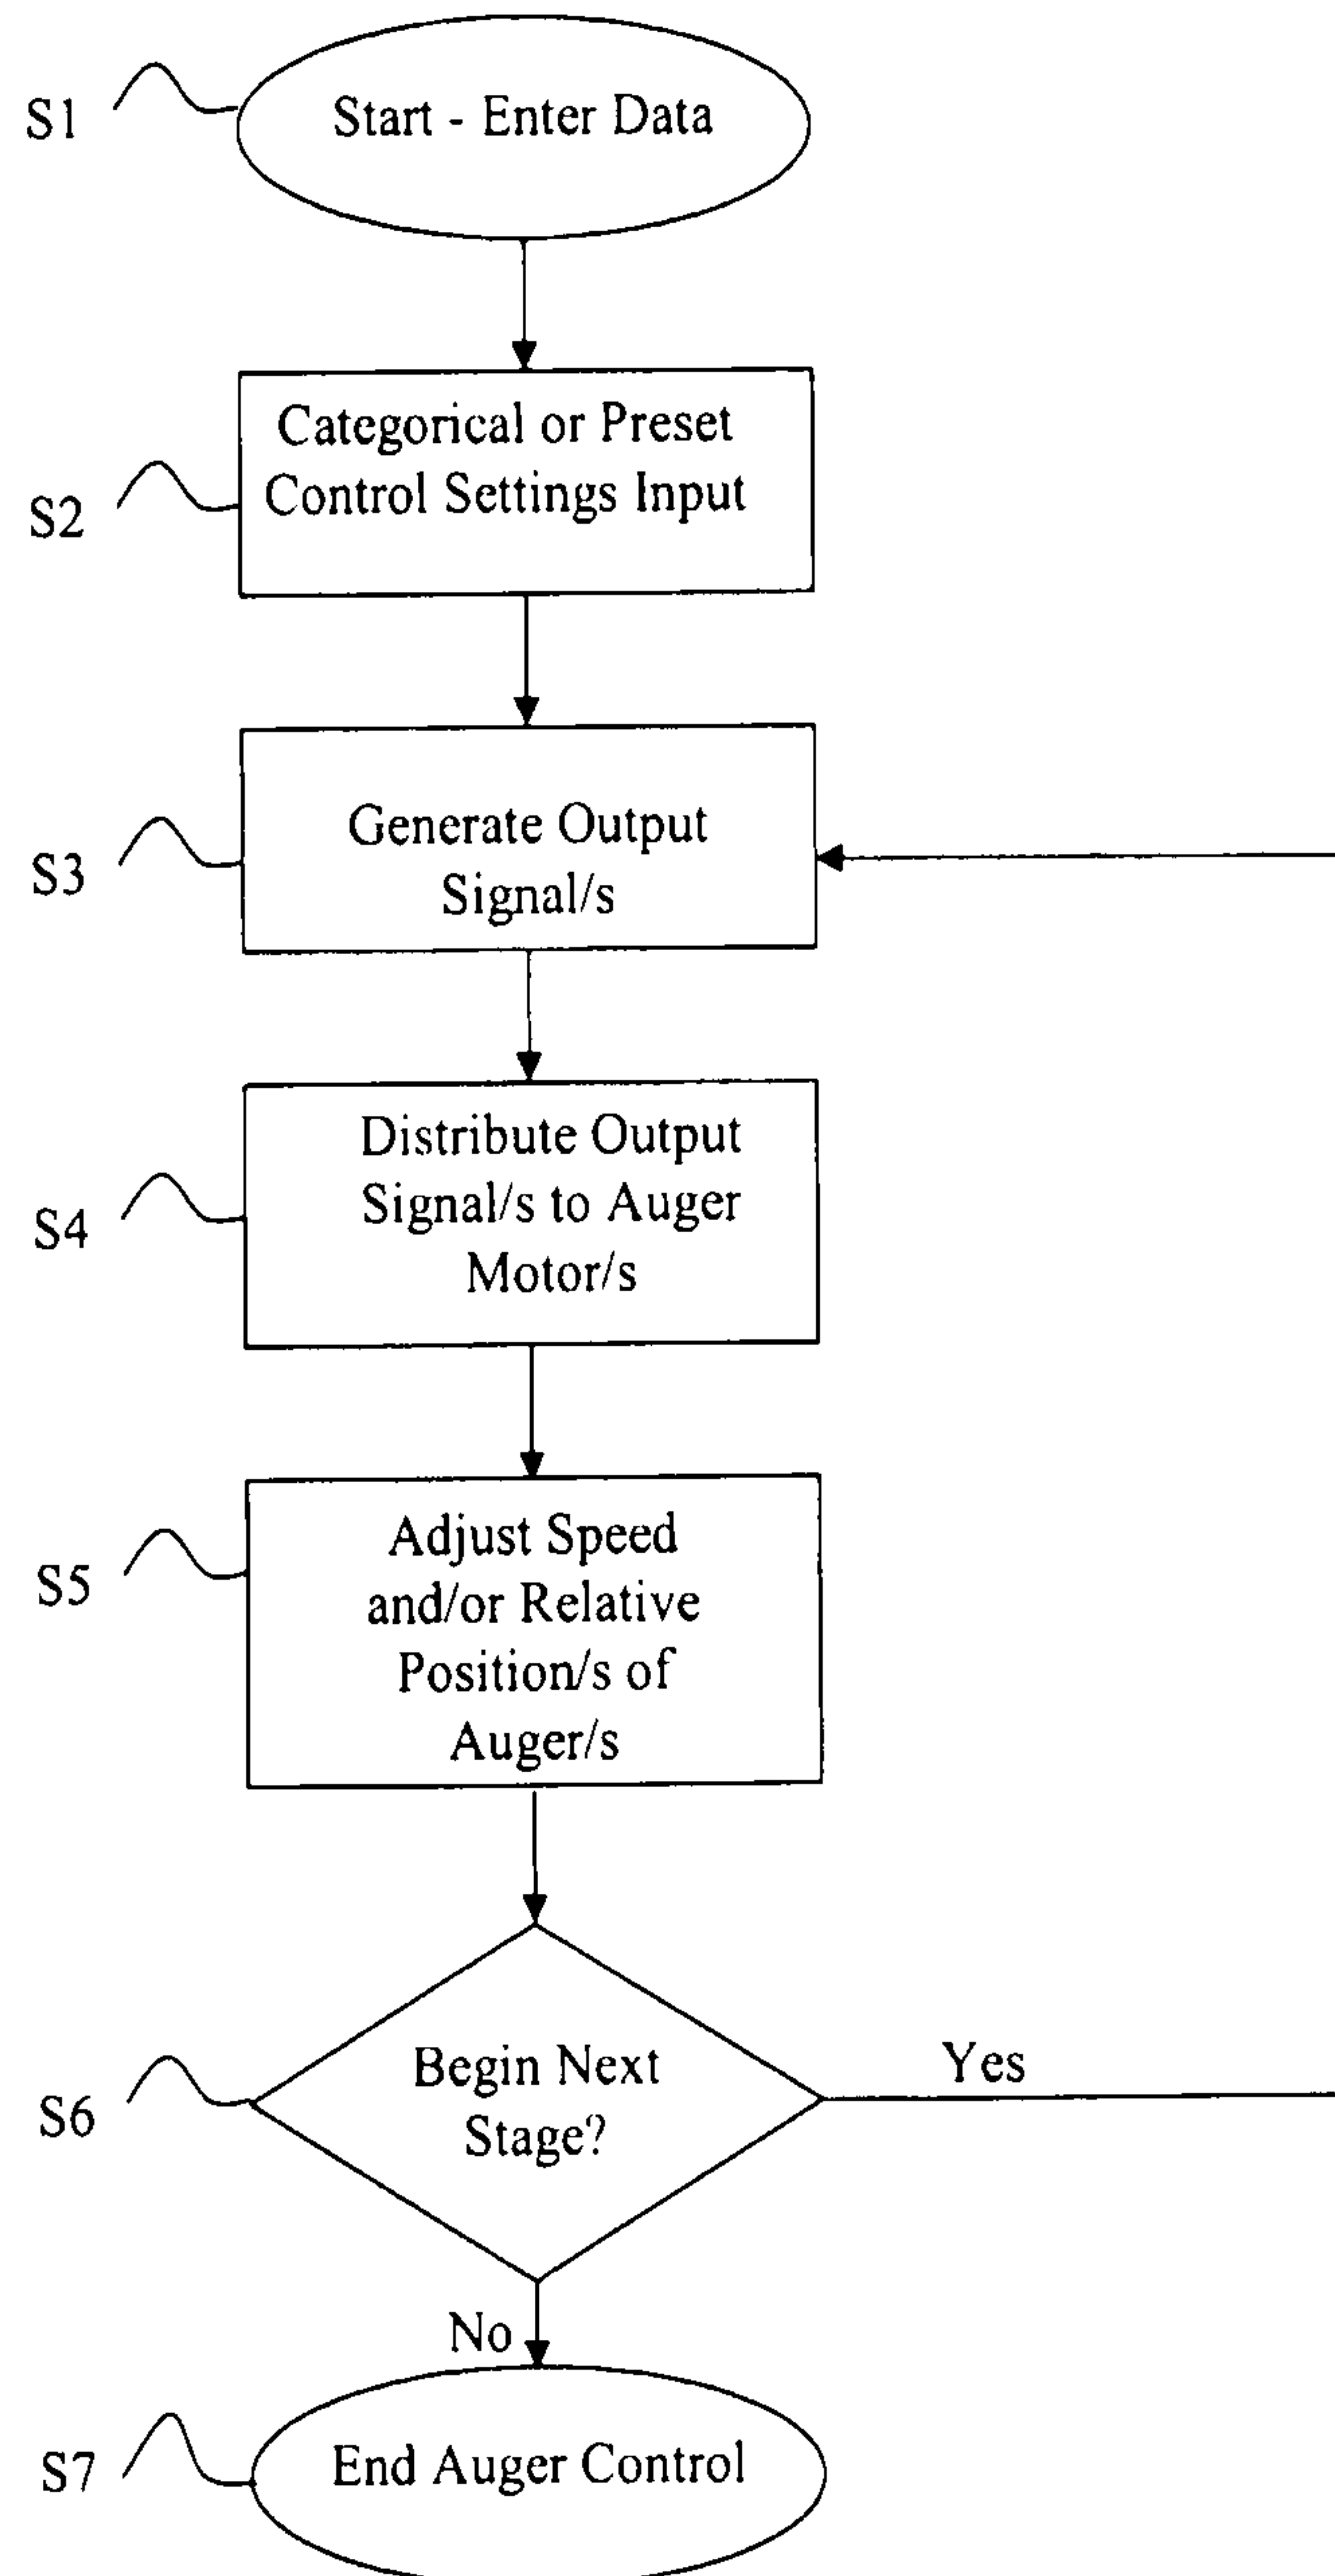 S1
Start - Enter Data
S2
Categorical or Preset
Control Settings Input
S3
Generate Output
Signal/s
S4
Distribute Output
Signal/s to Auger
Motor/s
S5
Adjust Speed
and/or Relative
Position/s of
Auger/s
S6
Begin Next
Stage?
Yes
No
S7
End Auger Control